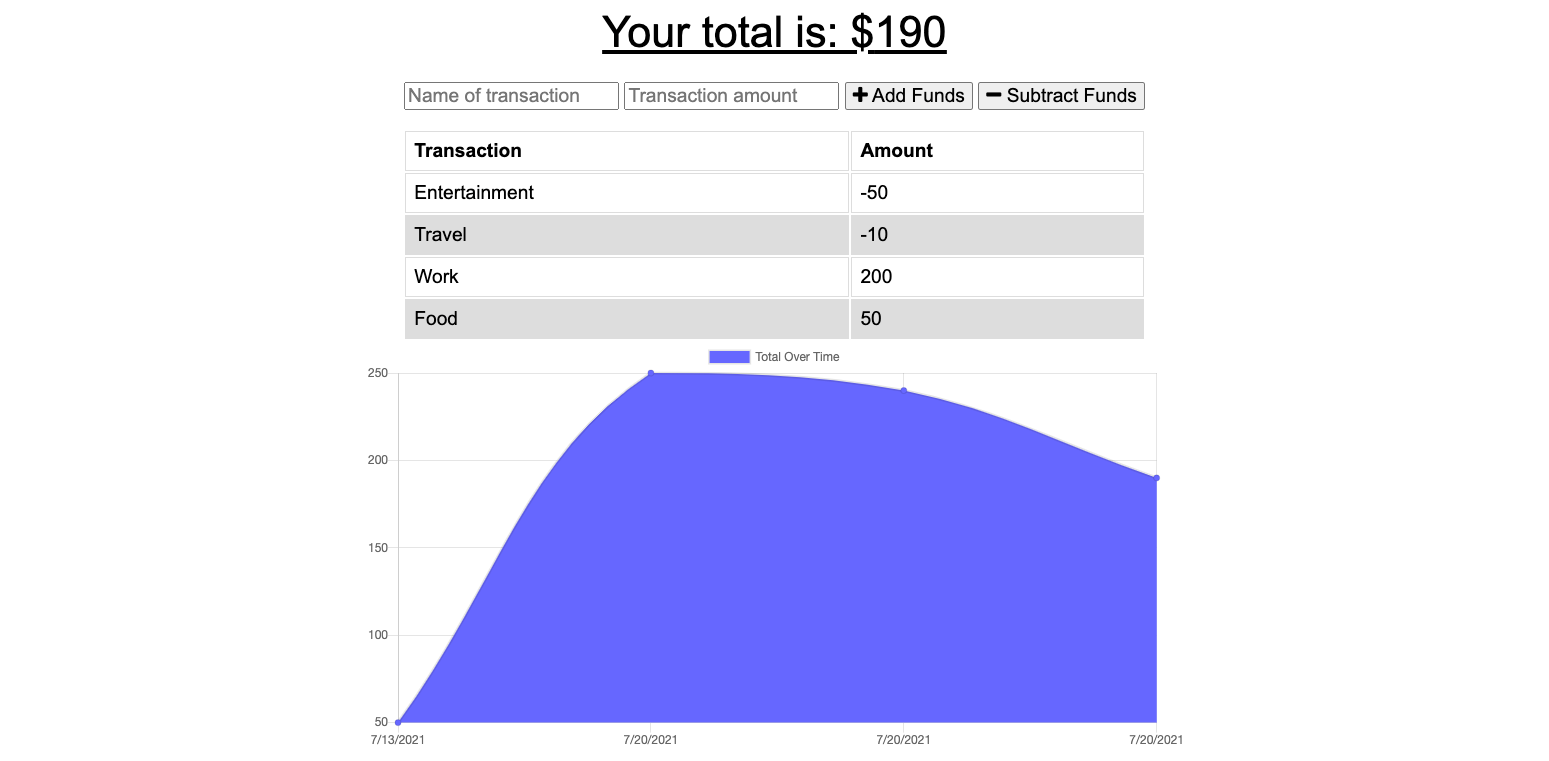 Your total is: $190
Name of transaction Transaction amount + Add Funds − Subtract Funds
Transaction Amount
Entertainment -50
Travel -10
Work 200
Food 50
Total Over Time
250
200
150
100
50
7/13/2021 7/20/2021 7/20/2021 7/20/2021